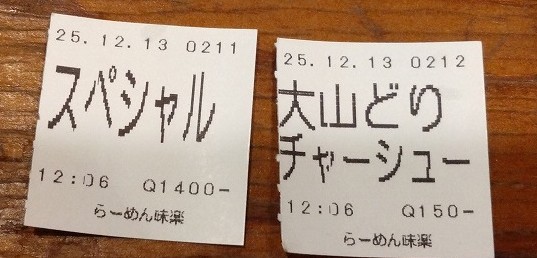 25.12.13 0211
スペシャル
12:06 Q1400-
らーめん味楽
25.12.13 0212
大山どり
チャーシュー
12:06 Q150-
らーめん味楽